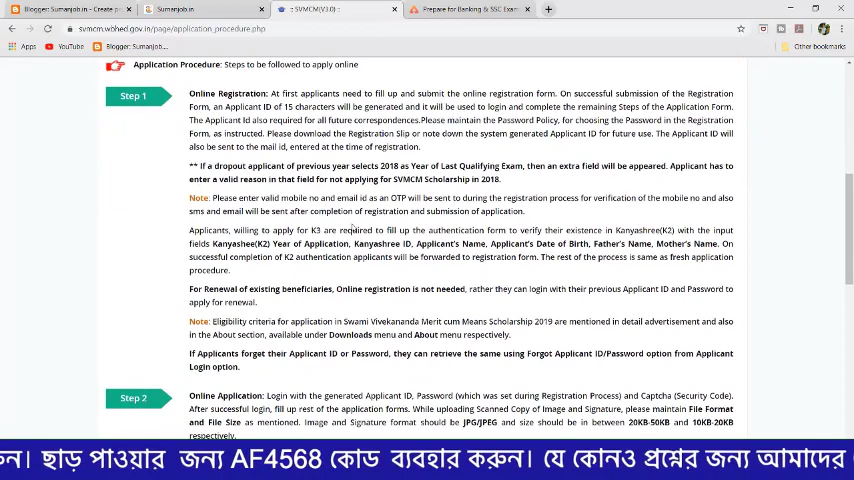 Blogger: Sumanjob.in - Create p
Sumanjob.in
:: SVMCM(V3.0) ::
Prepare for Banking & SSC Exam
svmcm.wbhed.gov.in/page/application_procedure.php
Apps
YouTube
Blogger: Sumanjob....
Other bookmarks
Application Procedure: Steps to be followed to apply online
Step 1
Online Registration: At first applicants need to fill up and submit the online registration form. On successful submission of the Registration
Form, an Applicant ID of 15 characters will be generated and it will be used to login and complete the remaining Steps of the Application Form.
The Applicant Id also required for all future correspondences.Please maintain the Password Policy, for choosing the Password in the Registration
Form, as instructed. Please download the Registration Slip or note down the system generated Applicant ID for future use. The Applicant ID will
also be sent to the mail id, entered at the time of registration.
** If a dropout applicant of previous year selects 2018 as Year of Last Qualifying Exam, then an extra field will be appeared. Applicant has to
enter a valid reason in that field for not applying for SVMCM Scholarship in 2018.
Note: Please enter valid mobile no and email id as an OTP will be sent to during the registration process for verification of the mobile no and also
sms and email will be sent after completion of registration and submission of application.
Applicants, willing to apply for K3 are required to fill up the authentication form to verify their existence in Kanyashree(K2) with the input
fields Kanyashee(K2) Year of Application, Kanyashree ID, Applicant's Name, Applicant's Date of Birth, Father's Name, Mother's Name. On
successful completion of K2 authentication applicants will be forwarded to registration form. The rest of the process is same as fresh application
procedure.
For Renewal of existing beneficiaries, Online registration is not needed, rather they can login with their previous Applicant ID and Password to
apply for renewal.
Note: Eligibility criteria for application in Swami Vivekananda Merit cum Means Scholarship 2019 are mentioned in detail advertisement and also
in the About section, available under Downloads menu and About menu respectively.
If Applicants forget their Applicant ID or Password, they can retrieve the same using Forgot Applicant ID/Password option from Applicant
Login option.
Step 2
Online Application: Login with the generated Applicant ID, Password (which was set during Registration Process) and Captcha (Security Code).
After successful login, fill up rest of the application forms. While uploading Scanned Copy of Image and Signature, please maintain File Format
and File Size as mentioned. Image and Signature format should be JPG/JPEG and size should be in between 20KB-50KB and 10KB-20KB
respectively.
ছাড় পাওয়ার জন্য AF4568 কোড ব্যবহার করুন। যে কোনও প্রশ্নের জন্য আমাদের